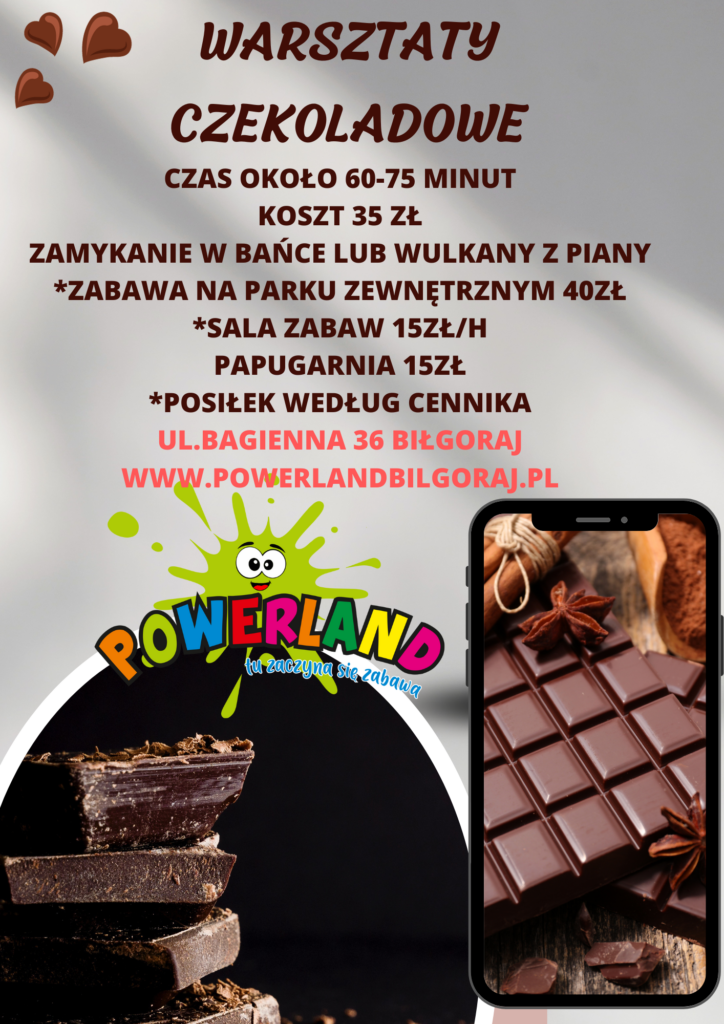 WARSZTATY
CZEKOLADOWE
CZAS OKOŁO 60-75 MINUT
KOSZT 35 ZŁ
ZAMYKANIE W BAŃCE LUB WULKANY Z PIANY
*ZABAWA NA PARKU ZEWNĘTRZNYM 40ZŁ
*SALA ZABAW 15ZŁ/H
PAPUGARNIA 15ZŁ
*POSIŁEK WEDŁUG CENNIKA
UL.BAGIENNA 36 BIŁGORAJ
WWW.POWERLANDBILGORAJ.PL
POWERLAND
tu zaczyna się zabawa